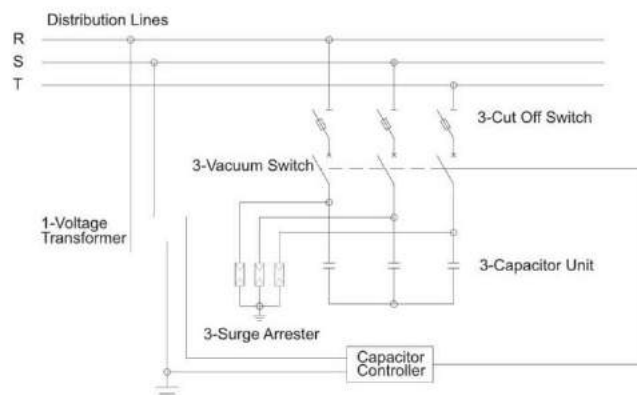 Distribution Lines
R
S
T
3-Cut Off Switch
3-Vacuum Switch
1-Voltage
Transformer
3-Capacitor Unit
3-Surge Arrester
Capacitor
Controller